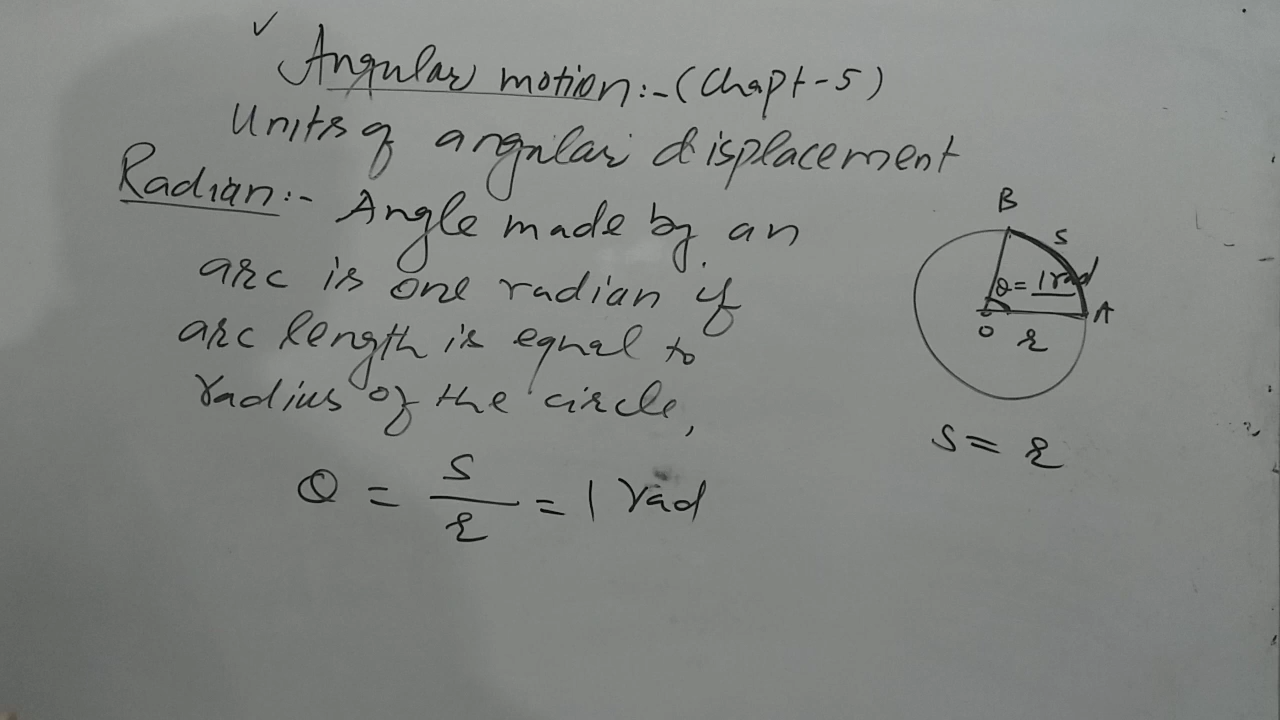 ✓
Angular motion:-(Chapt-5)
Units of angular displacement
Radian:- Angle made by an
arc is one radian if
arc length is equal to
radius of the circle,
θ = s/r = 1 rad
B
s
θ= 1rad
A
O
r
s = r